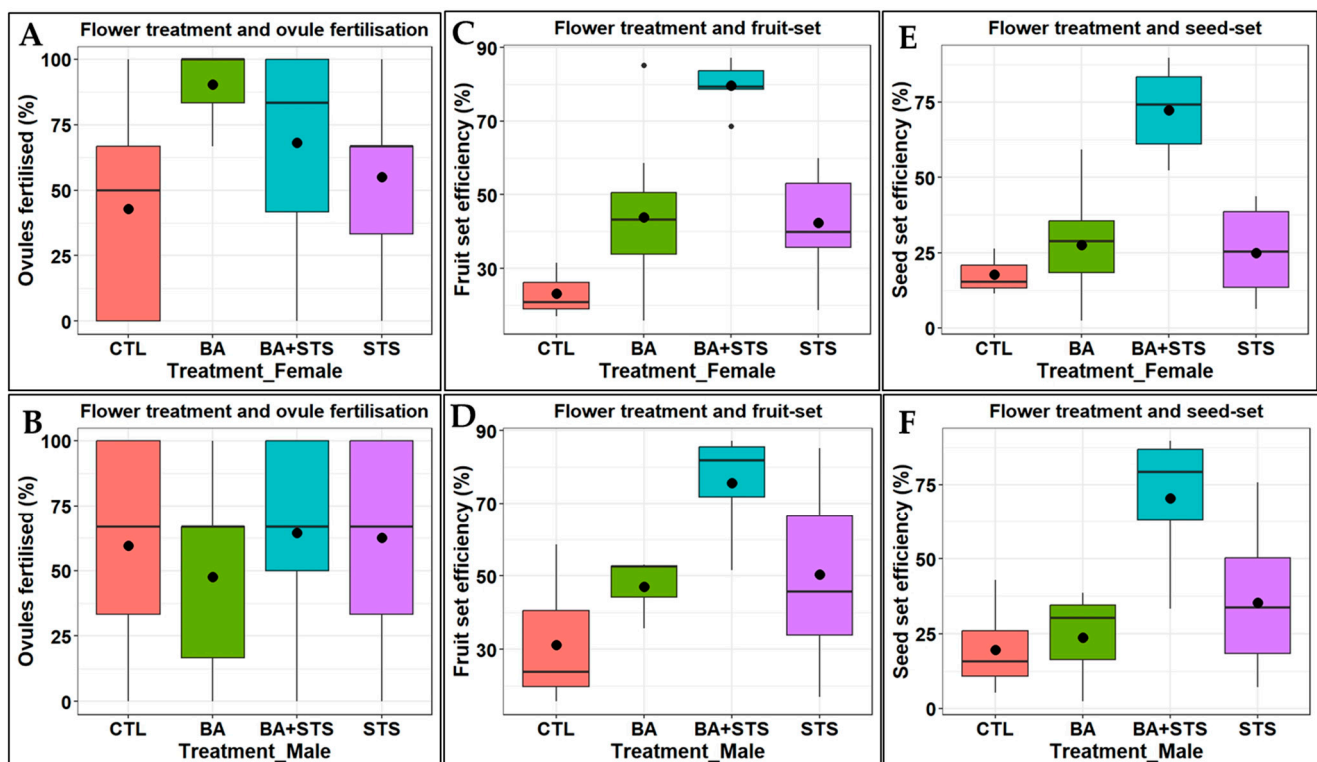 A
Flower treatment and ovule fertilisation
Ovules fertilised (%)
100
75
50
25
0
CTL BA BA+STS STS
Treatment_Female
C
Flower treatment and fruit-set
Fruit set efficiency (%)
90
70
50
30
CTL BA BA+STS STS
Treatment_Female
E
Flower treatment and seed-set
Seed set efficiency (%)
75
50
25
0
CTL BA BA+STS STS
Treatment_Female
B
Flower treatment and ovule fertilisation
Ovules fertilised (%)
100
75
50
25
0
CTL BA BA+STS STS
Treatment_Male
D
Flower treatment and fruit-set
Fruit set efficiency (%)
90
70
50
30
CTL BA BA+STS STS
Treatment_Male
F
Flower treatment and seed-set
Seed set efficiency (%)
75
50
25
0
CTL BA BA+STS STS
Treatment_Male